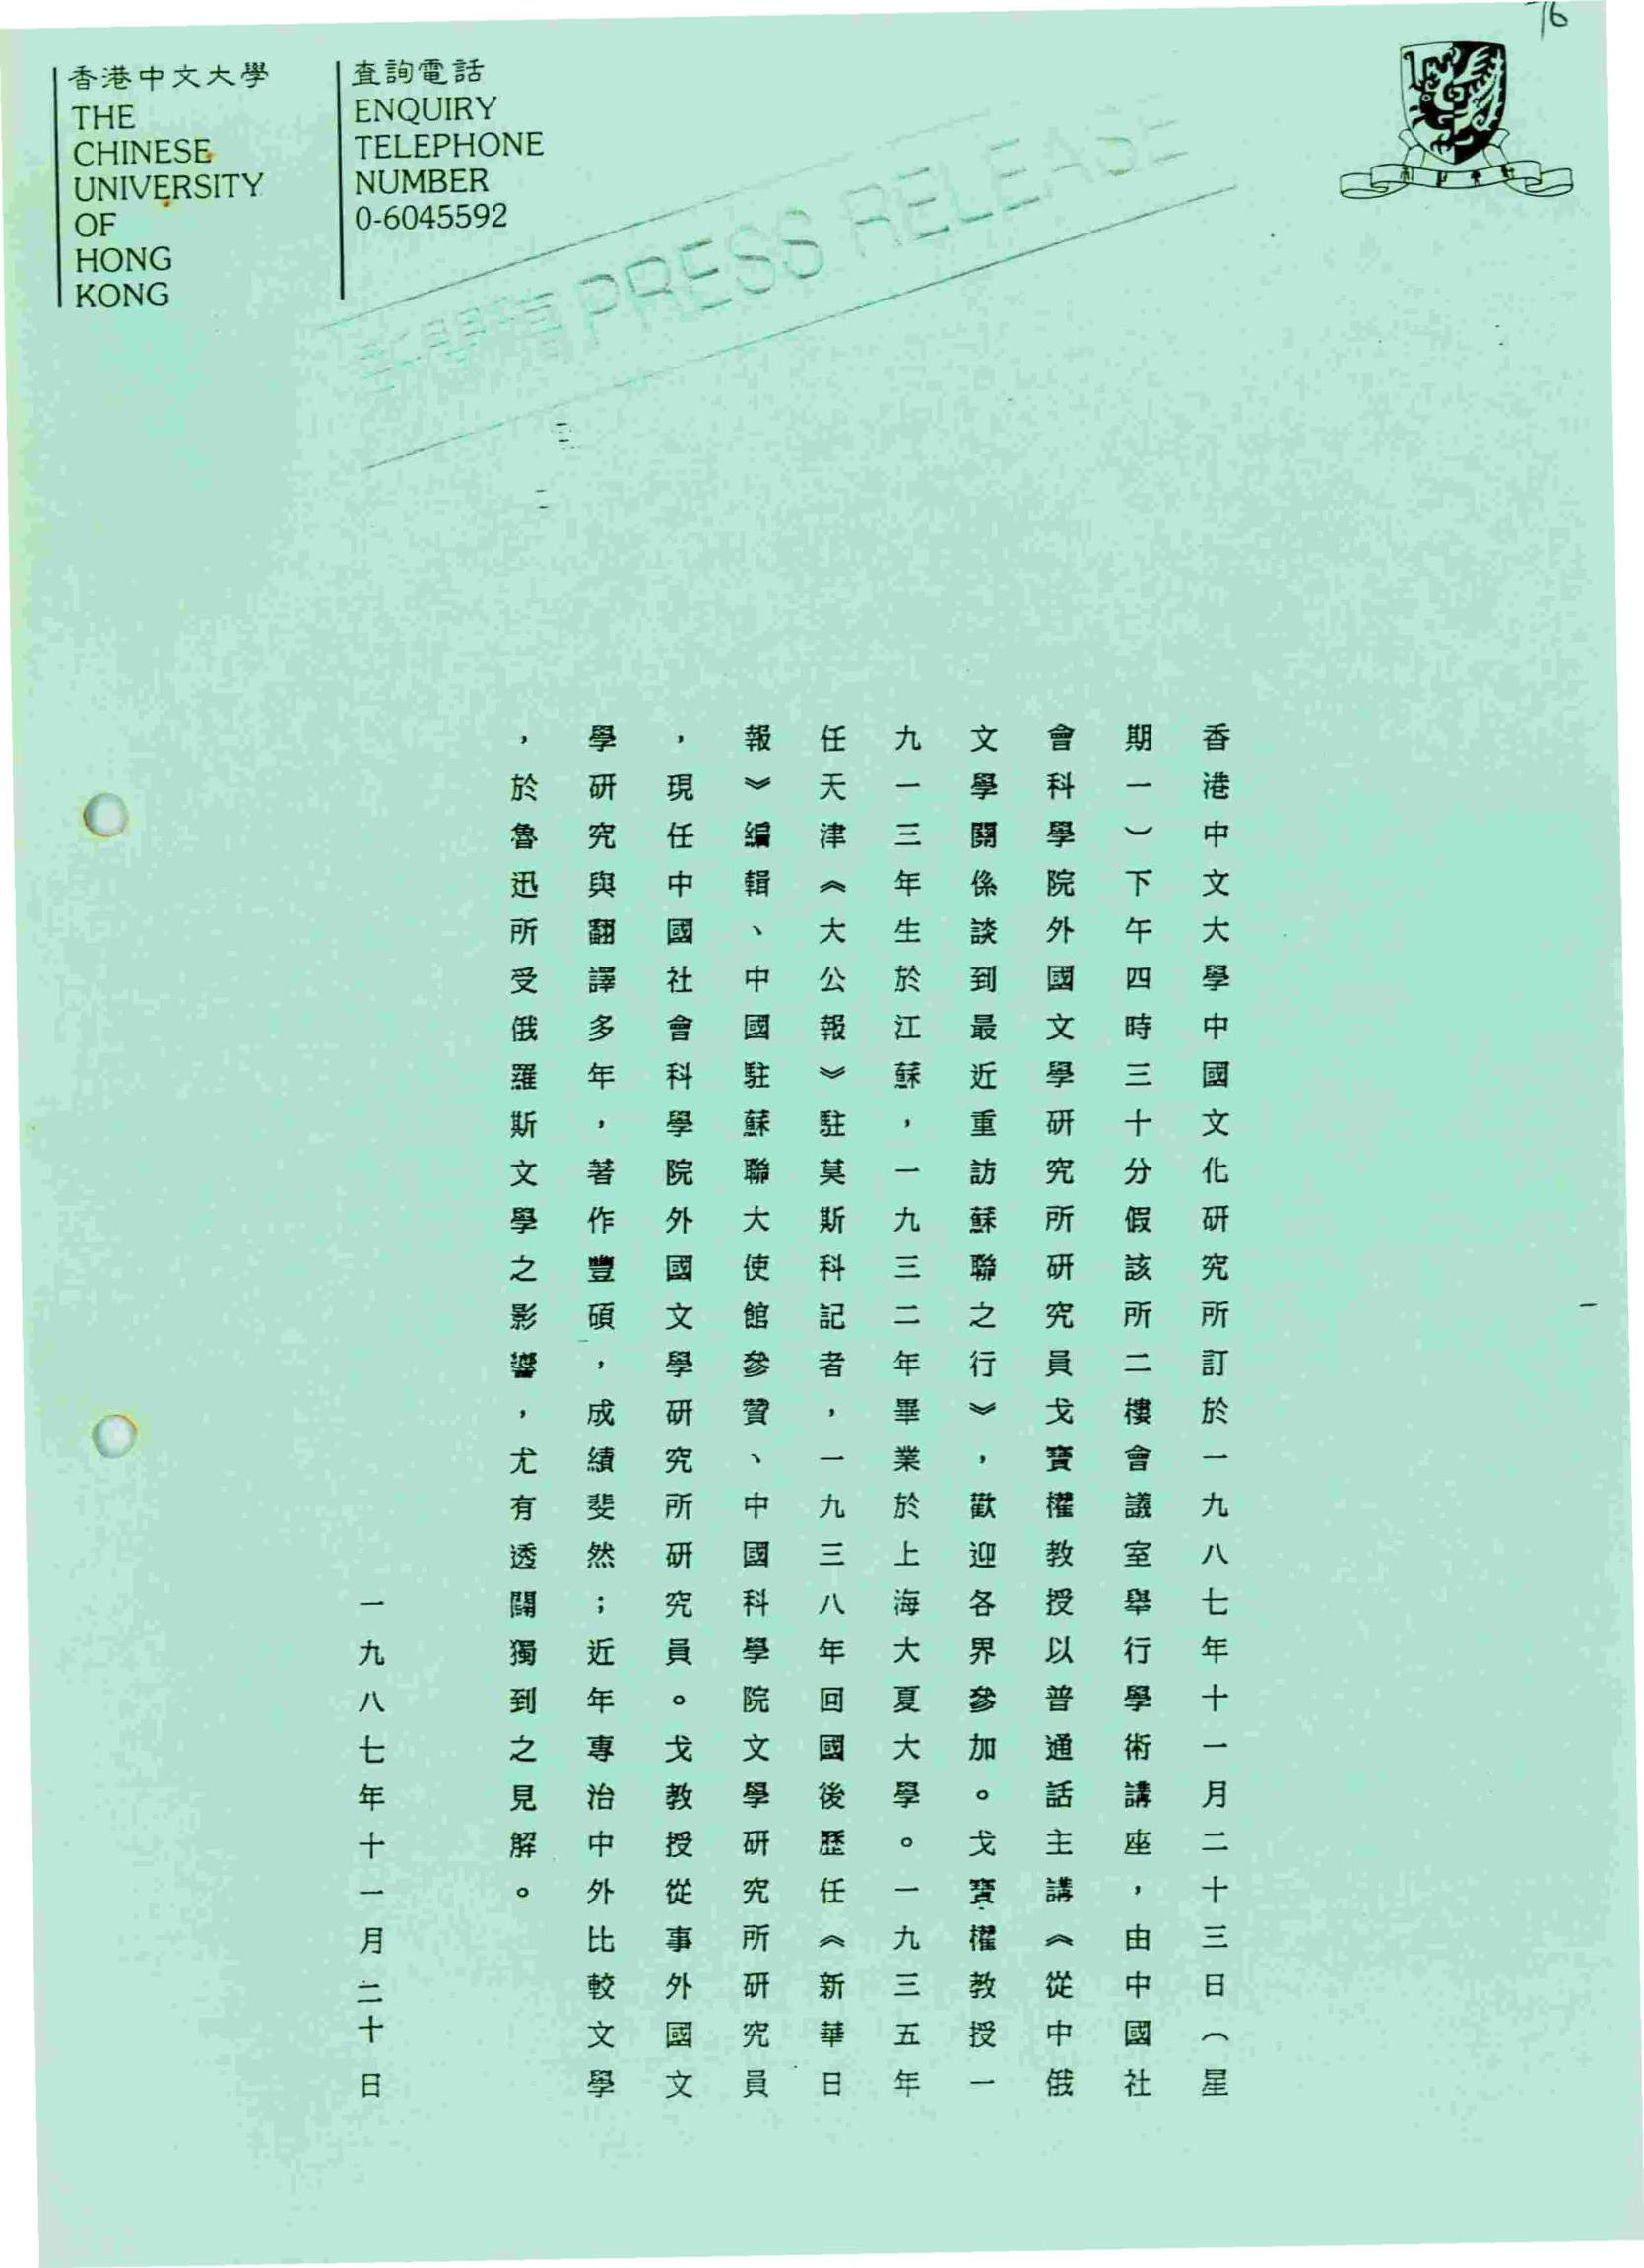 76
香港中文大學
THE
CHINESE
UNIVERSITY
OF
HONG
KONG
查詢電話
ENQUIRY
TELEPHONE
NUMBER
0-6045592
PRESS RELEASE
香港中文大學中國文化研究所訂於一九八七年十一月二十三日（星
期一）下午四時三十分假該所二樓會議室舉行學術講座，由中國社
會科學院外國文學研究所研究員戈寶權教授以普通話主講《從中俄
文學關係談到最近重訪蘇聯之行》，歡迎各界參加。戈寶權教授一
九一三年生於江蘇，一九三二年畢業於上海大夏大學。一九三五年
任天津《大公報》駐莫斯科記者，一九三八年回國後歷任《新華日
報》編輯、中國駐蘇聯大使館參贊、中國科學院文學研究所研究員
，現任中國社會科學院外國文學研究所研究員。戈教授從事外國文
學研究與翻譯多年，著作豐碩，成績斐然；近年專治中外比較文學
，於魯迅所受俄羅斯文學之影響，尤有透闢獨到之見解。
一九八七年十一月二十日